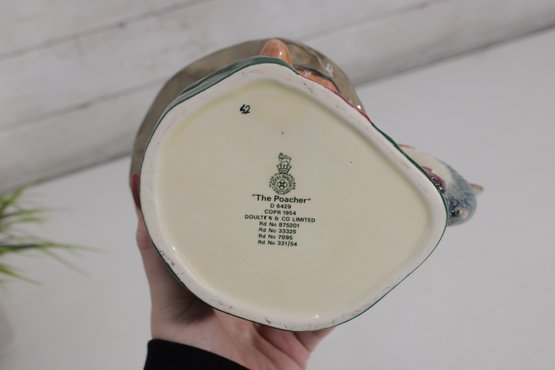 52
"The Poacher"
D 6429
COPR 1954
DOULTON & CO LIMITED
Rd No 875201
Rd No 33325
Rd No 7095
Rd No 321/54